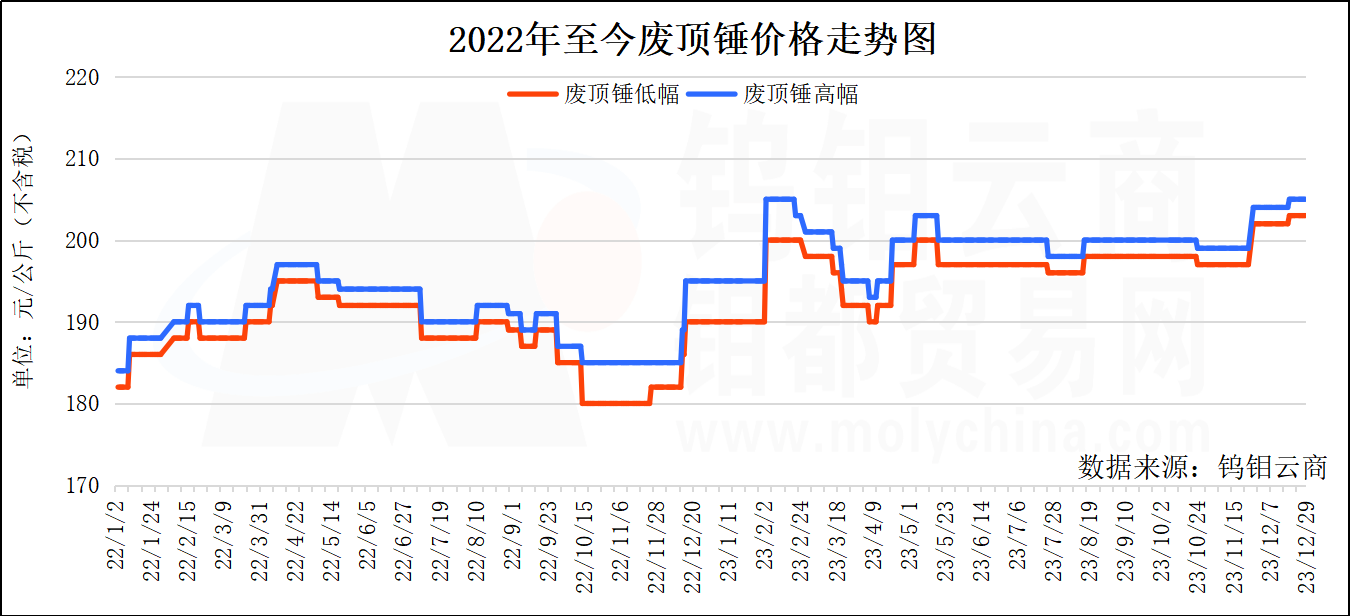 2022年至今废顶锤价格走势图
废顶锤低幅 废顶锤高幅
单位：元/公斤（不含税）
220
210
200
190
180
170
22/1/2 22/1/24 22/2/15 22/3/9 22/3/31 22/4/22 22/5/14 22/6/5 22/6/27 22/7/19 22/8/10 22/9/1 22/9/23 22/10/15 22/11/6 22/11/28 22/12/20 23/1/11 23/2/2 23/2/24 23/3/18 23/4/9 23/5/1 23/5/23 23/6/14 23/7/6 23/7/28 23/8/19 23/9/10 23/10/2 23/10/24 23/11/15 23/12/7 23/12/29
钨钼云商
钼都贸易网
www.molychina.com
数据来源：钨钼云商